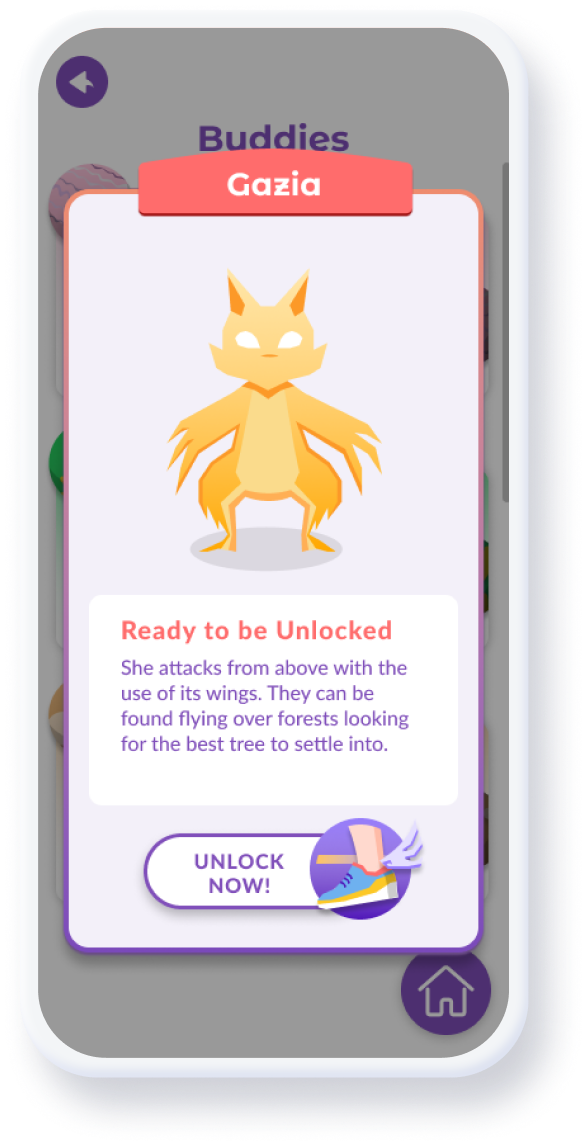 Buddies
Gazia
Ready to be Unlocked
She attacks from above with the
use of its wings. They can be
found flying over forests looking
for the best tree to settle into.
UNLOCK
NOW!